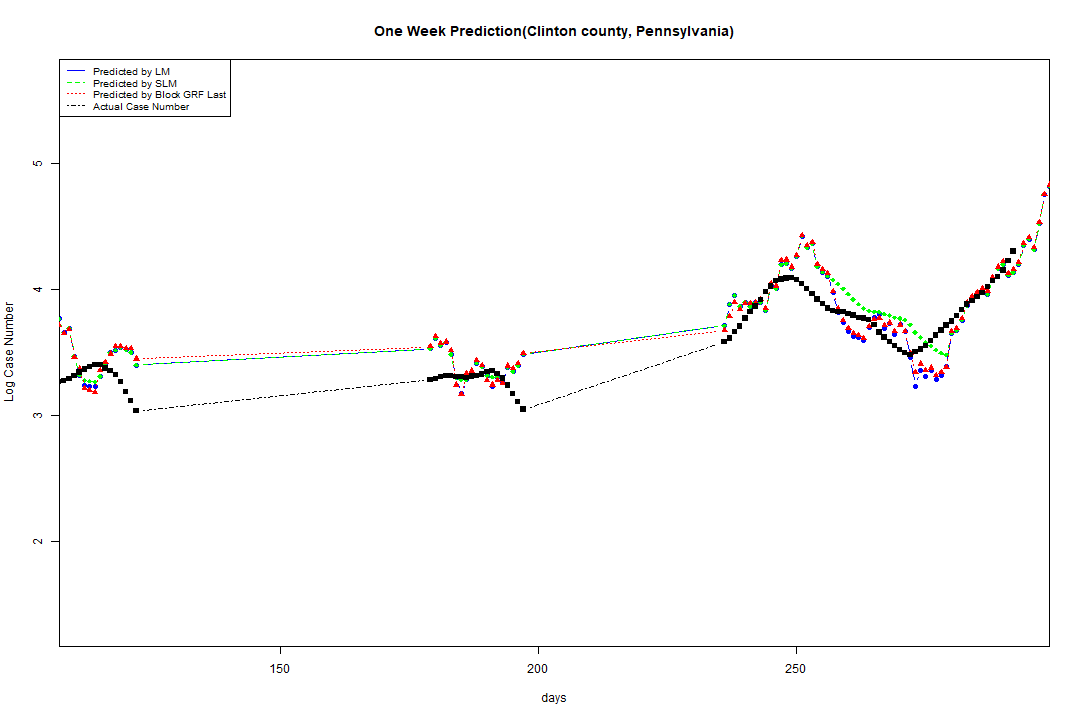 One Week Prediction(Clinton county, Pennsylvania)
Predicted by LM
Predicted by SLM
Predicted by Block GRF Last
Actual Case Number
5
4
3
2
Log Case Number
150 200 250
days